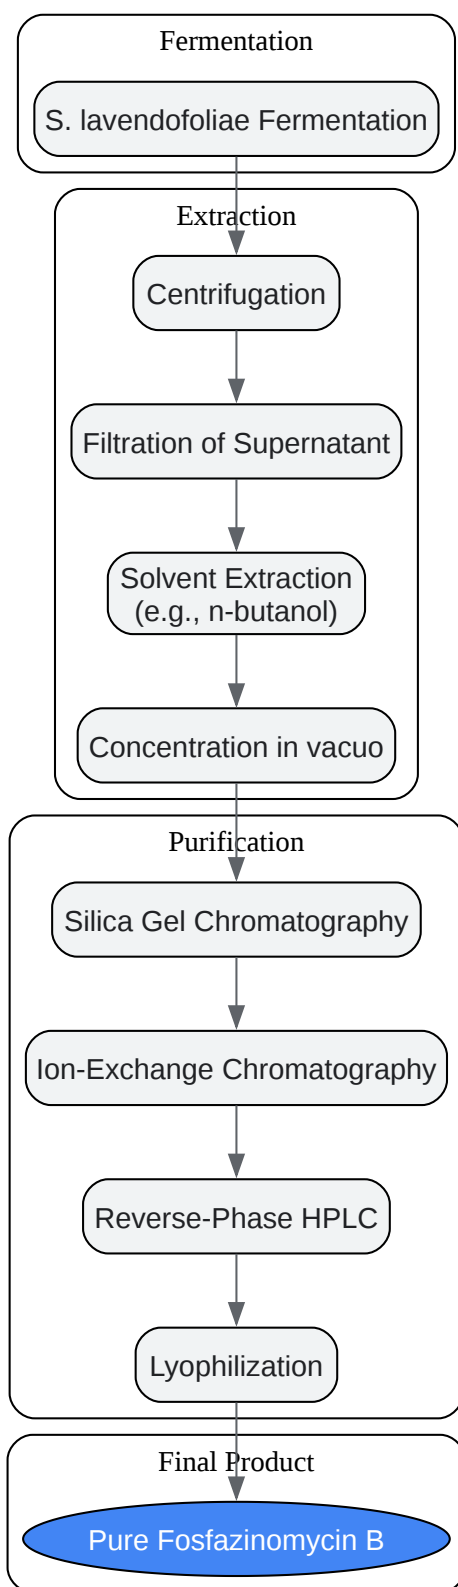 Fermentation
S. lavendofoliae Fermentation
Extraction
Centrifugation
Filtration of Supernatant
Solvent Extraction
(e.g., n-butanol)
Concentration in vacuo
Purification
Silica Gel Chromatography
Ion-Exchange Chromatography
Reverse-Phase HPLC
Lyophilization
Final Product
Pure Fosfazinomycin B